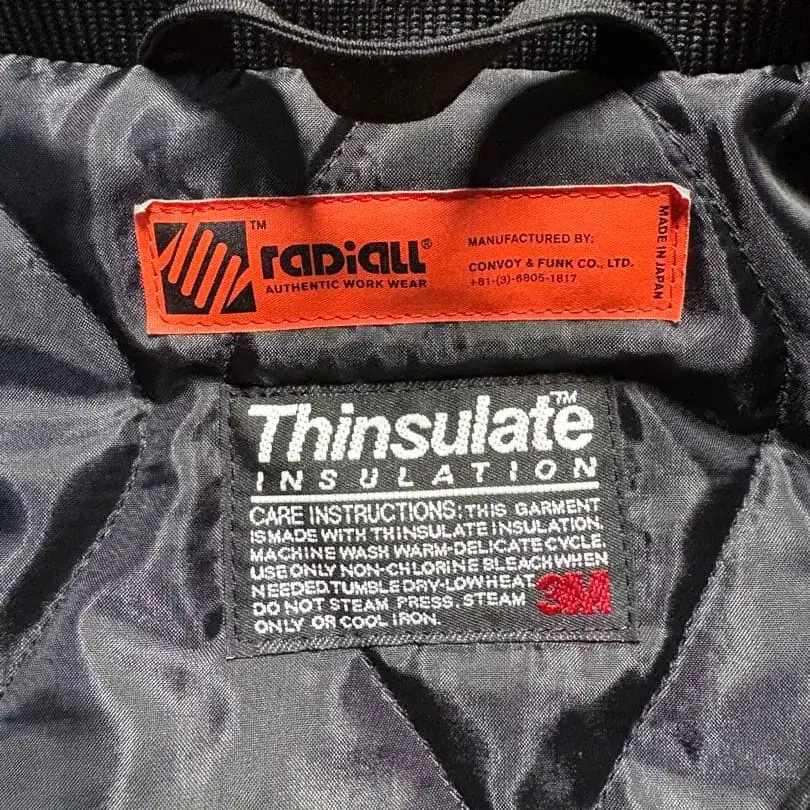 TM
raDiaLL®
AUTHENTIC WORK WEAR
MANUFACTURED BY:
CONVOY & FUNK CO., LTD.
+81-(3)-6805-1817
MADE IN JAPAN
Thinsulate™
INSULATION
CARE INSTRUCTIONS: THIS GARMENT
IS MADE WITH THINSULATE INSULATION.
MACHINE WASH WARM-DELICATE CYCLE.
USE ONLY NON-CHLORINE BLEACH WHEN
NEEDED. TUMBLE DRY-LOW HEAT.
DO NOT STEAM PRESS. STEAM
ONLY OR COOL IRON.
3M